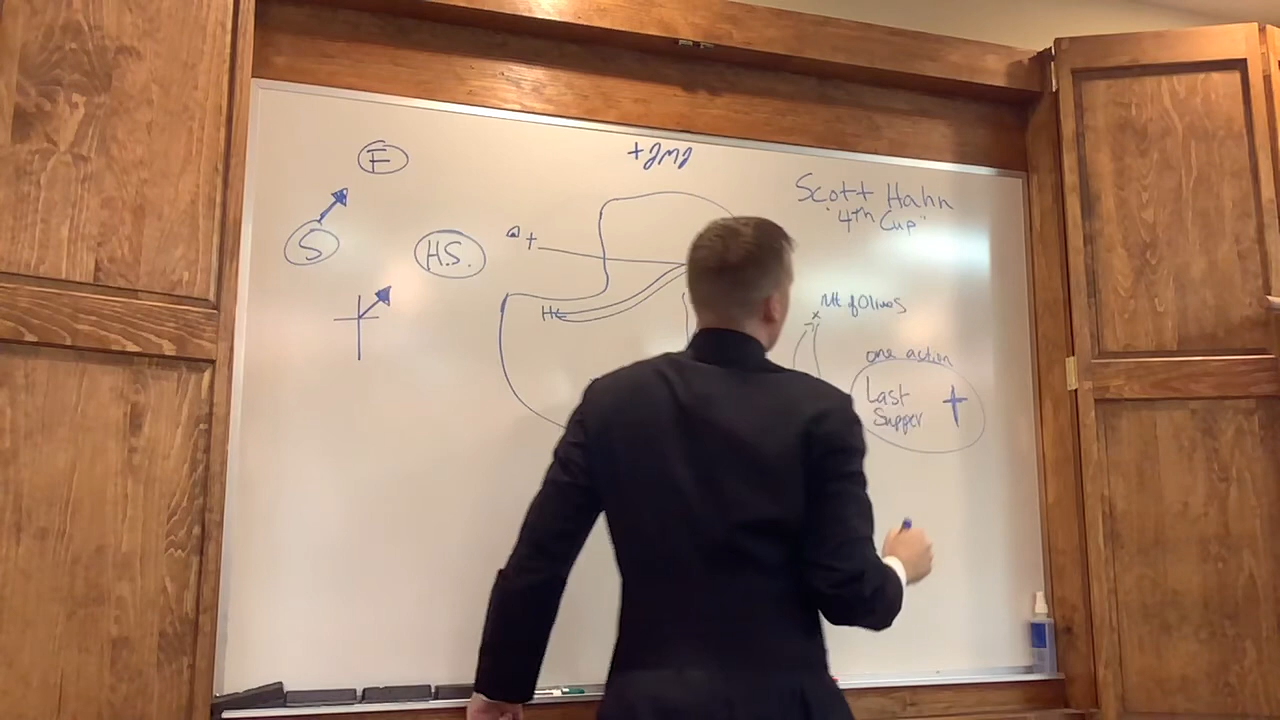 +JMJ
F
Scott Hahn
"4th Cup"
S
H.S.
Mt. of Olives
one action
Last
Supper